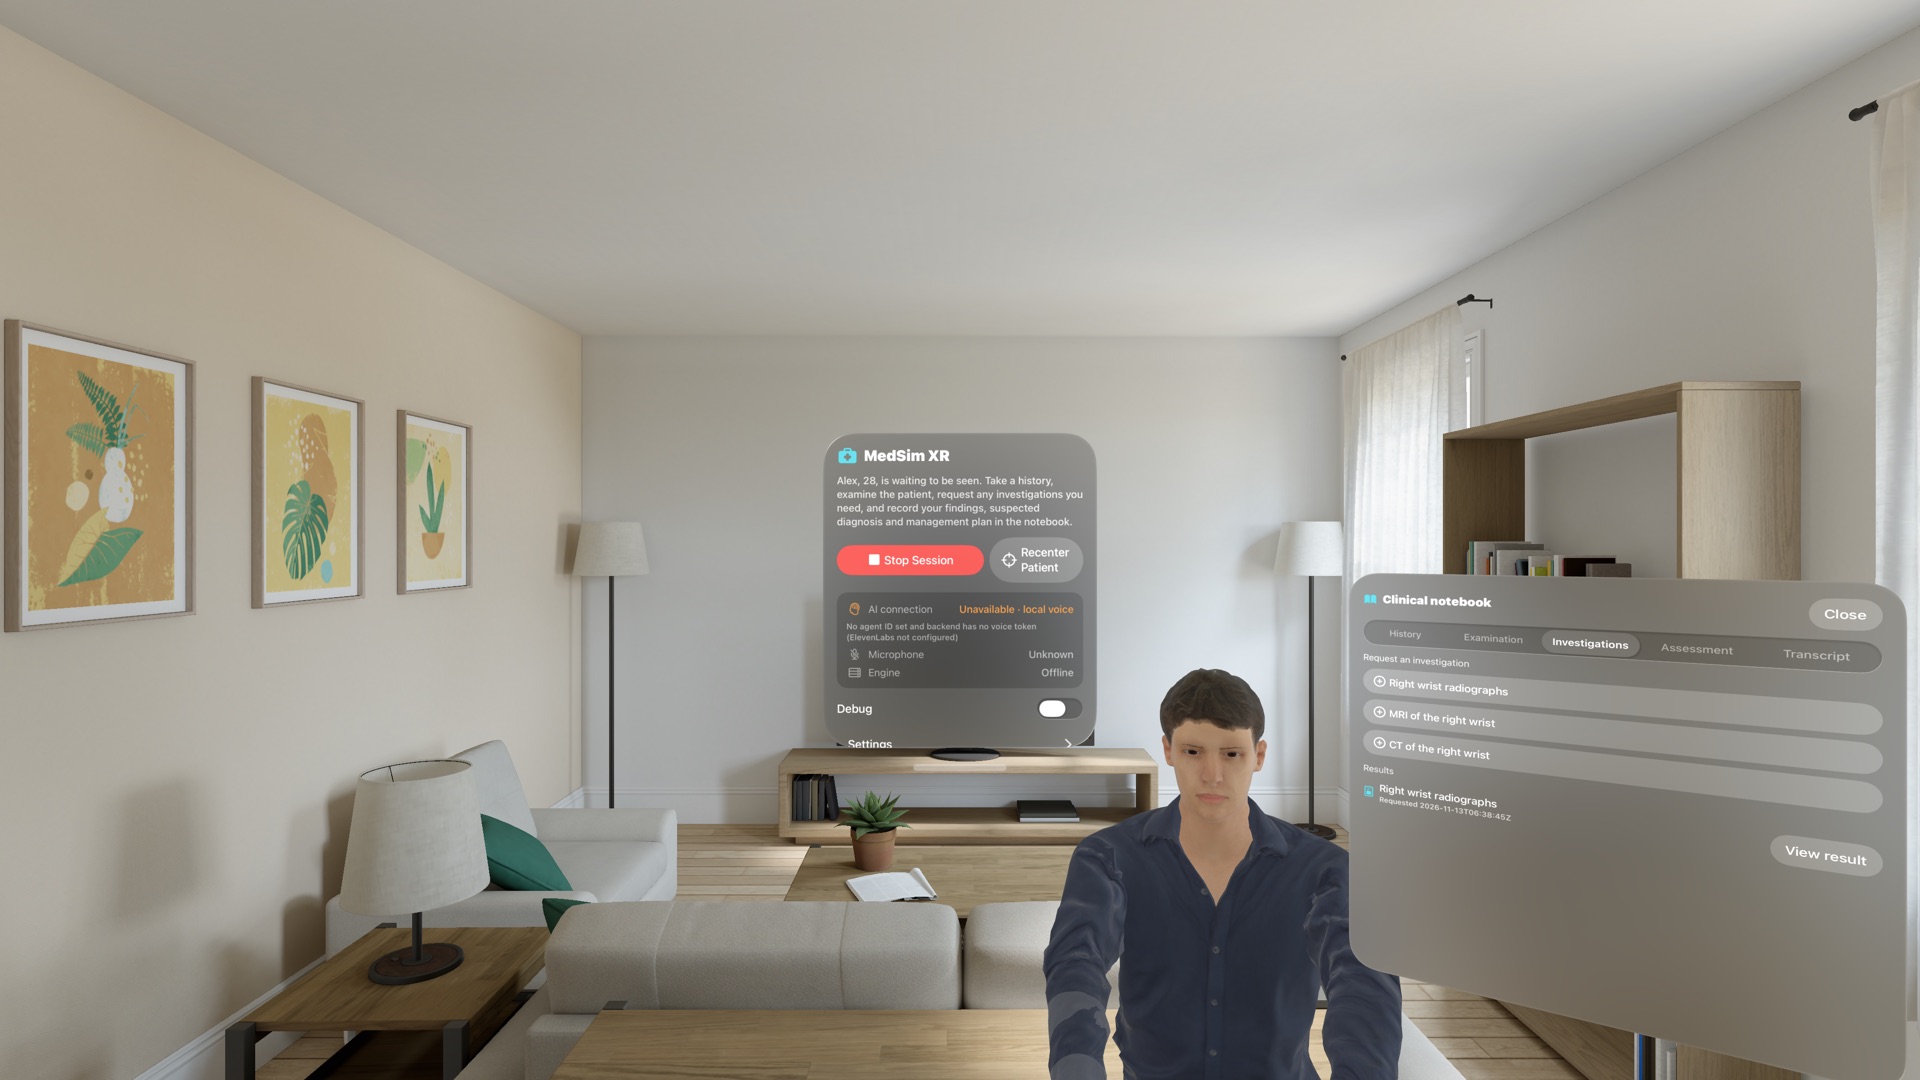 MedSim XR
Alex, 28, is waiting to be seen. Take a history,
examine the patient, request any investigations you
need, and record your findings, suspected
diagnosis and management plan in the notebook.
Stop Session
Recenter
Patient
AI connection
Unavailable · local voice
No agent ID set and backend has no voice token
(ElevenLabs not configured)
Microphone
Unknown
Engine
Offline
Debug
Settings
Clinical notebook
Close
History
Examination
Investigations
Assessment
Transcript
Request an investigation
Right wrist radiographs
MRI of the right wrist
CT of the right wrist
Results
Right wrist radiographs
Requested 2026-11-13T06:38:45Z
View result